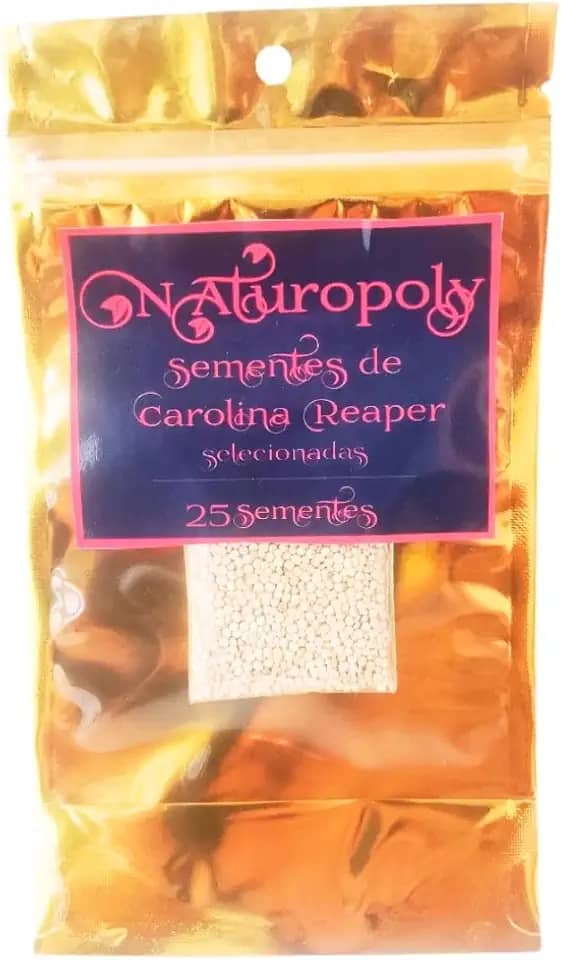 NAturopoly
sementes de
Carolina Reaper
selecionadas
25 sementes